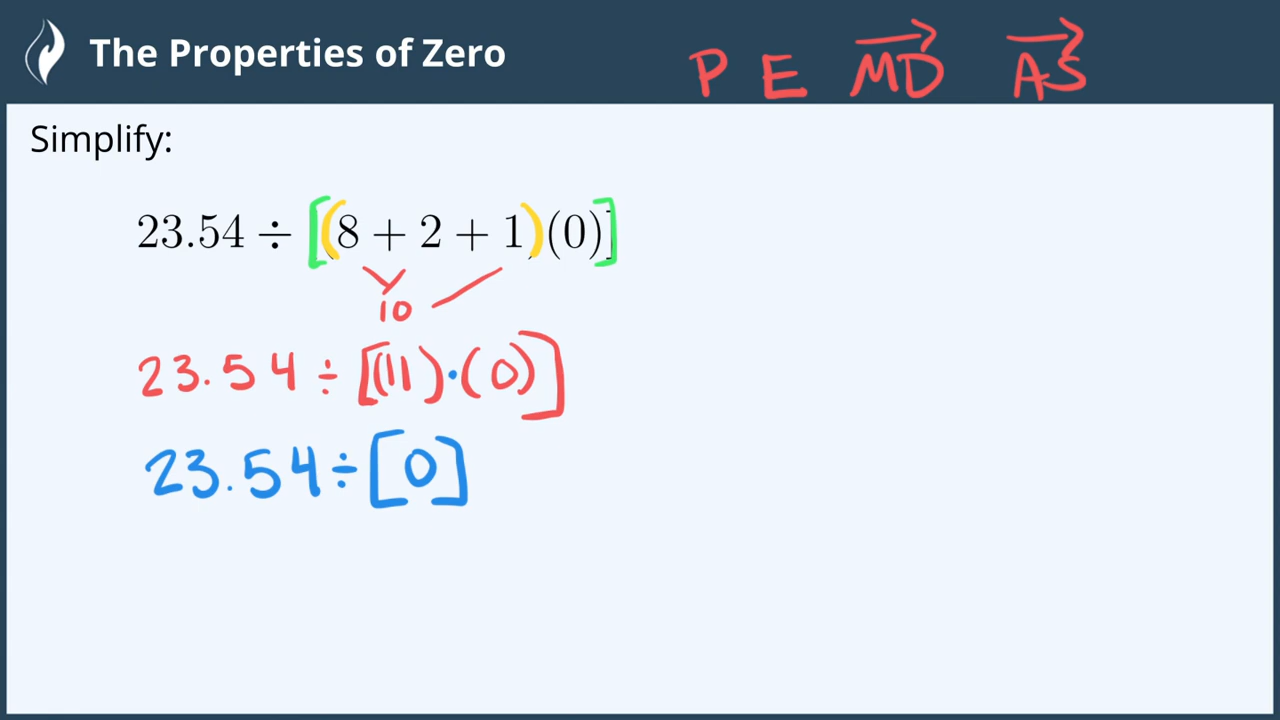 The Properties of Zero
P E MD AS
Simplify:
23.54 ÷ [(8 + 2 + 1)(0)]
10
23.54 ÷ [(11)·(0)]
23.54 ÷ [0]